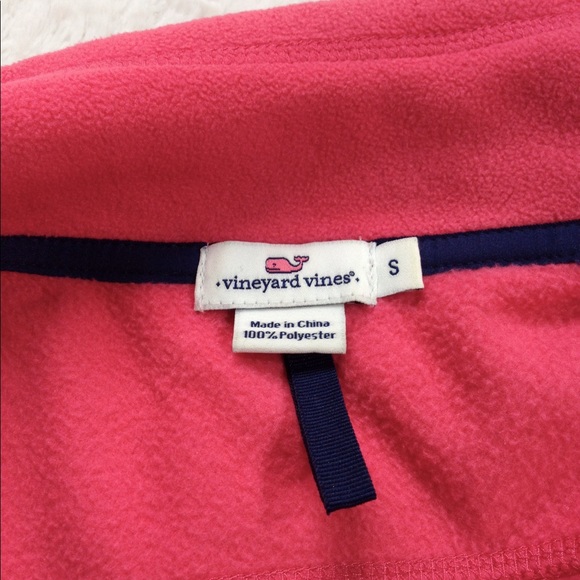 ·vineyard vines®·
S
Made in China
100% Polyester